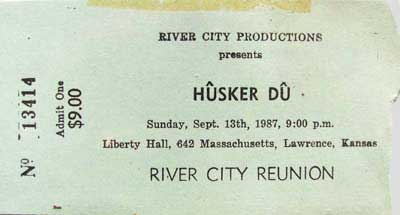 RIVER CITY PRODUCTIONS
presents
HÛSKER DÛ
Sunday, Sept. 13th, 1987, 9:00 p.m.
Liberty Hall, 642 Massachusetts, Lawrence, Kansas
RIVER CITY REUNION
Nº 13414
Admit One
$9.00